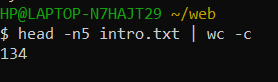 HP@LAPTOP-N7HAJT29 ~/web
$ head -n5 intro.txt | wc -c
134